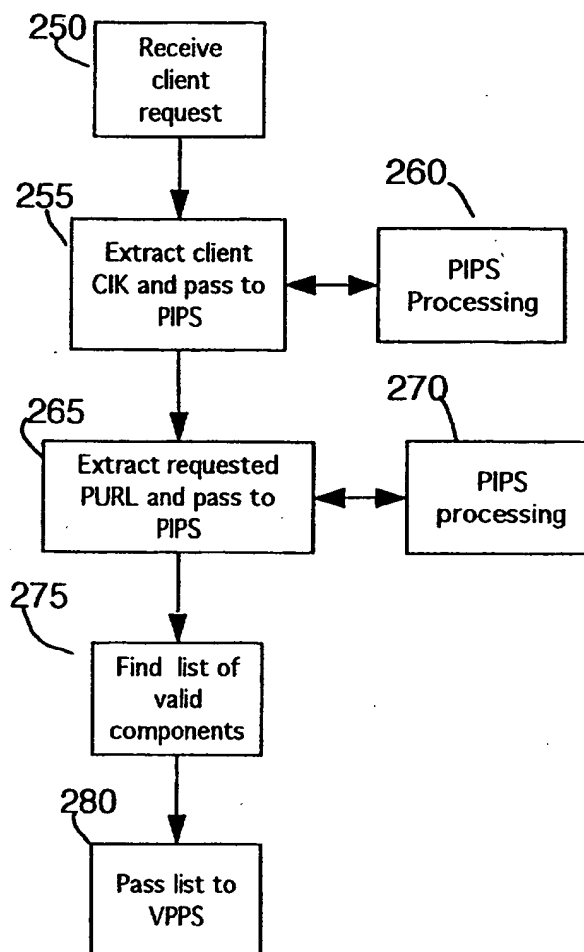 250
Receive
client
request
255
Extract client
CIK and pass to
PIPS
260
PIPS
Processing
265
Extract requested
PURL and pass to
PIPS
270
PIPS
processing
275
Find list of
valid
components
280
Pass list to
VPPS